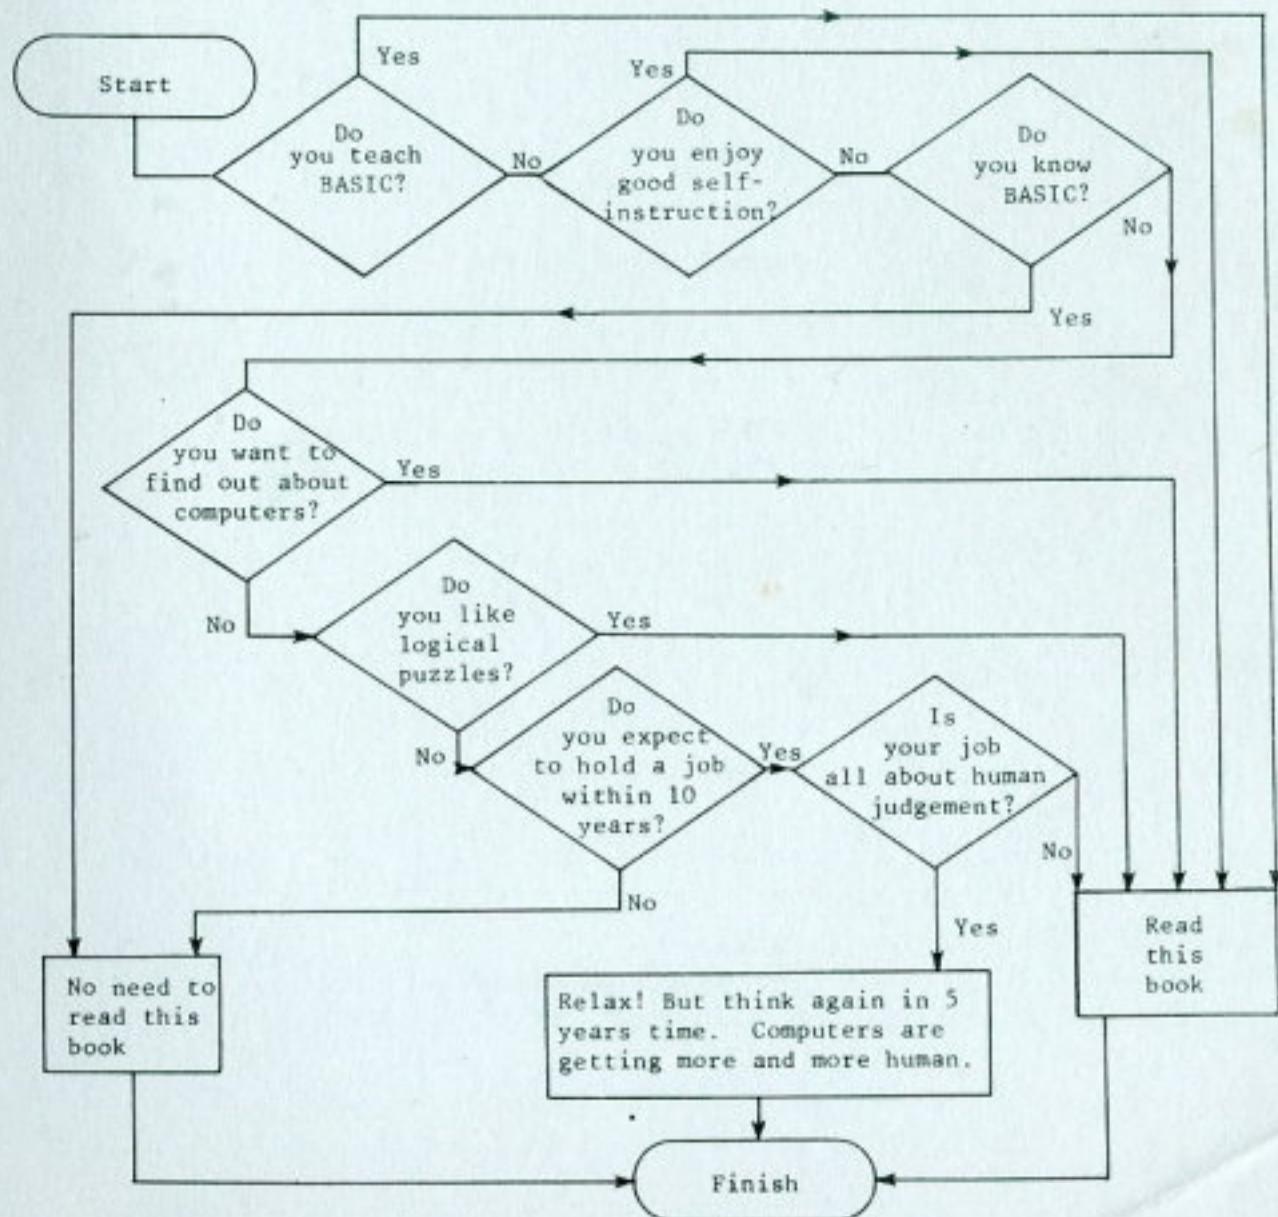 Start
Yes
Do
you teach
BASIC?
No
Yes
Do
you enjoy
good self-
instruction?
No
Do
you know
BASIC?
No
Yes
Do
you want to
find out about
computers?
Yes
No
Do
you like
logical
puzzles?
Yes
No
Do
you expect
to hold a job
within 10
years?
Yes
No
Is
your job
all about human
judgement?
No
Yes
No need to
read this
book
Relax! But think again in 5
years time. Computers are
getting more and more human.
Read
this
book
Finish